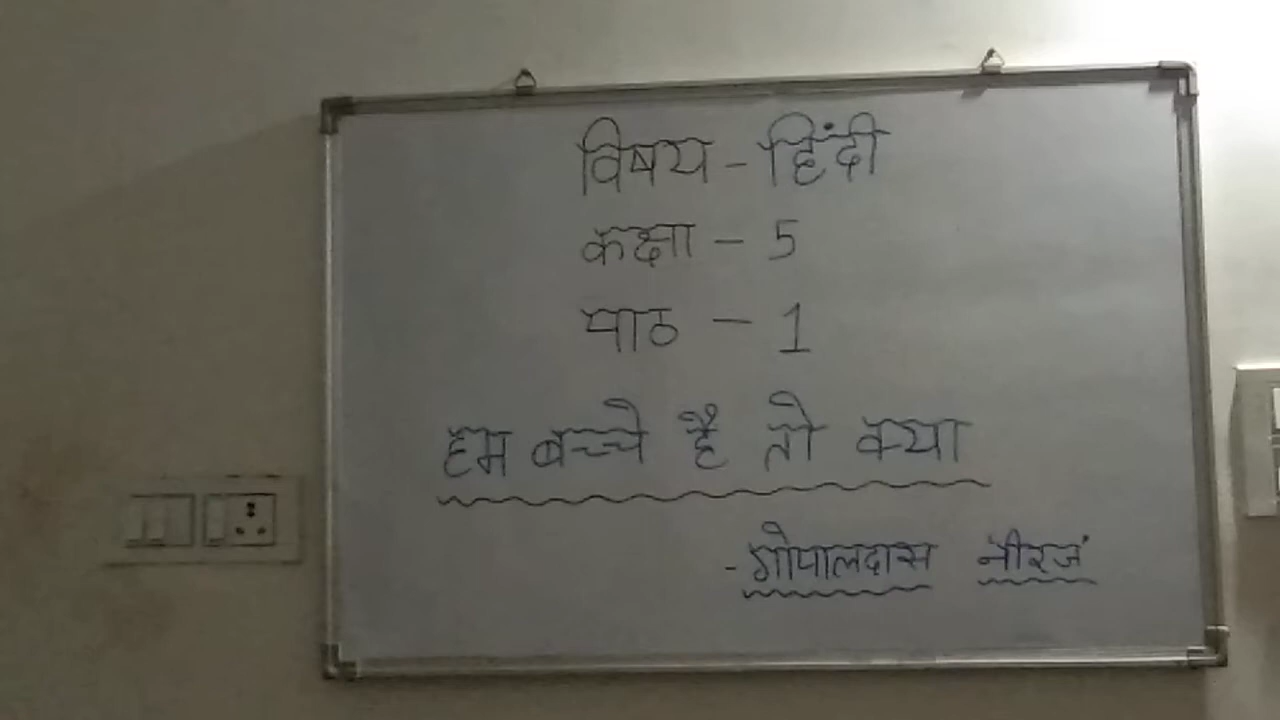 विषय - हिंदी
कक्षा - 5
पाठ - 1
हम बच्चे है तो क्या
- गोपालदास नीरजं